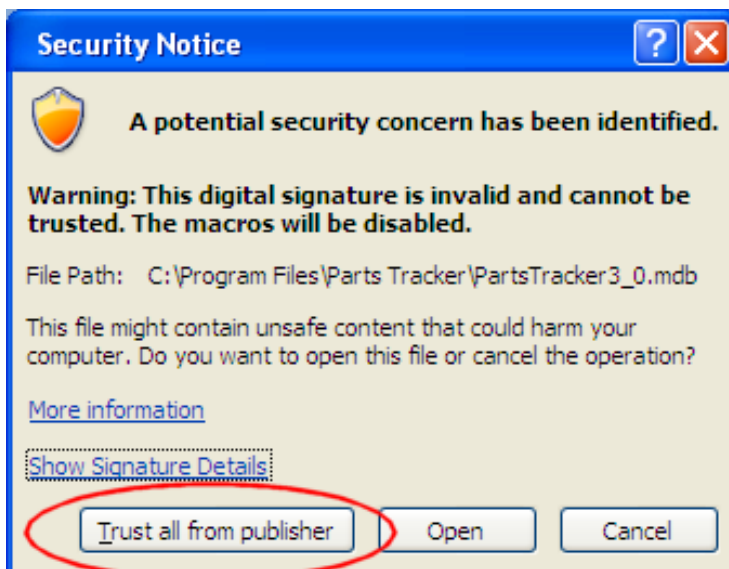 Security Notice
A potential security concern has been identified.
Warning: This digital signature is invalid and cannot be
trusted. The macros will be disabled.
File Path: C:\Program Files\Parts Tracker\PartsTracker3_0.mdb
This file might contain unsafe content that could harm your
computer. Do you want to open this file or cancel the operation?
More information
Show Signature Details
Trust all from publisher Open Cancel